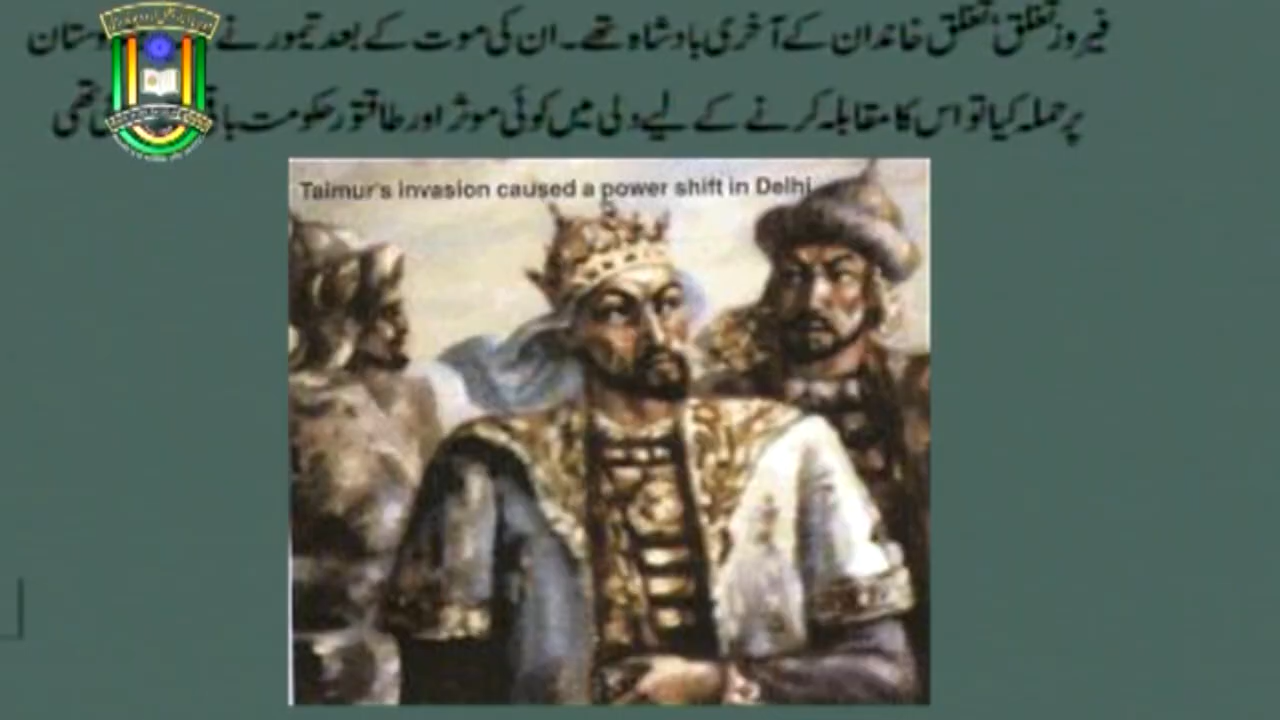 فیروز تغلق، تغلق خاندان کے آخری بادشاہ تھے۔ ان کی موت کے بعد تیمور نے
پر حملہ کیا تو اس کا مقابلہ کرنے کے لیے دلی میں کوئی موثر اور طاقتور حکومت تھی
Taimur's invasion caused a power shift in Delhi